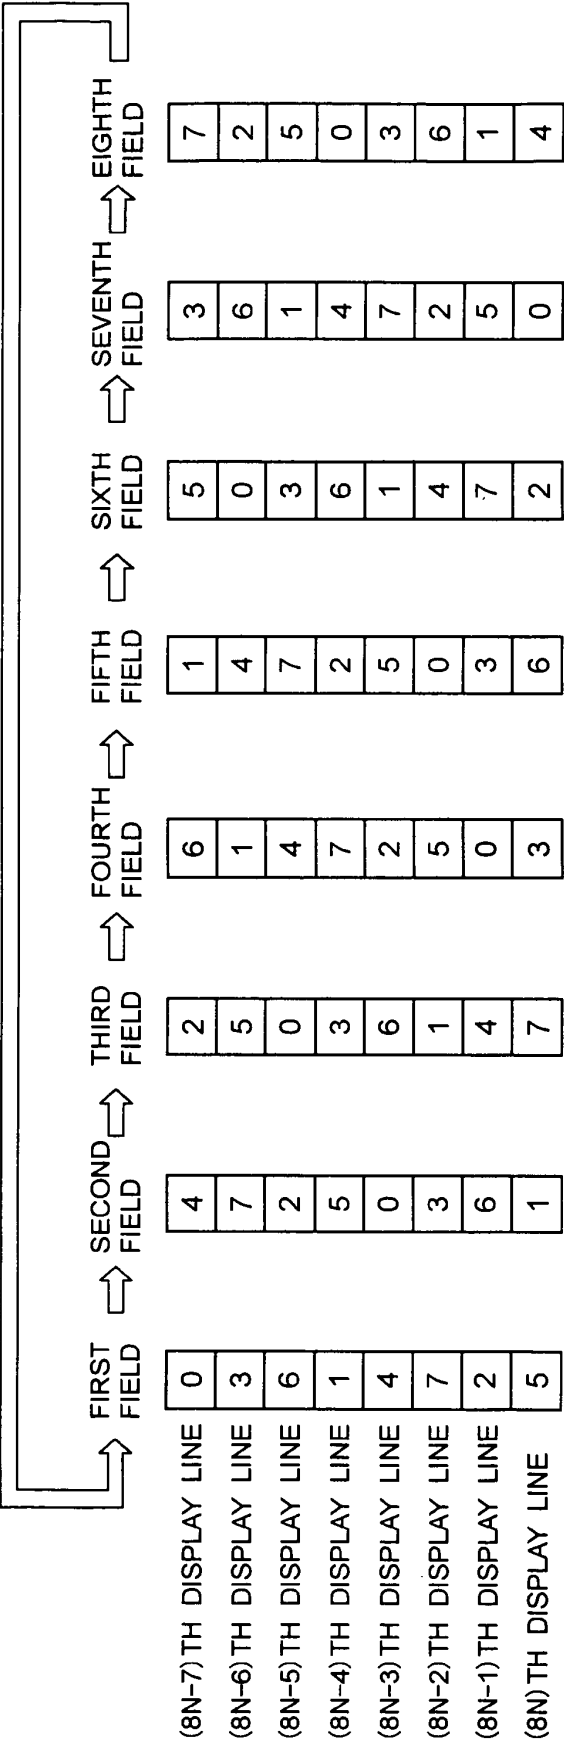 FIRST FIELD SECOND FIELD THIRD FIELD FOURTH FIELD FIFTH FIELD SIXTH FIELD SEVENTH FIELD EIGHTH FIELD
(8N-7)TH DISPLAY LINE 0 4 2 6 1 5 3 7
(8N-6)TH DISPLAY LINE 3 7 5 1 4 0 6 2
(8N-5)TH DISPLAY LINE 6 2 0 4 7 3 1 5
(8N-4)TH DISPLAY LINE 1 5 3 7 2 6 4 0
(8N-3)TH DISPLAY LINE 4 0 6 2 5 1 7 3
(8N-2)TH DISPLAY LINE 7 3 1 5 0 4 2 6
(8N-1)TH DISPLAY LINE 2 6 4 0 3 7 5 1
(8N)TH DISPLAY LINE 5 1 7 3 6 2 0 4